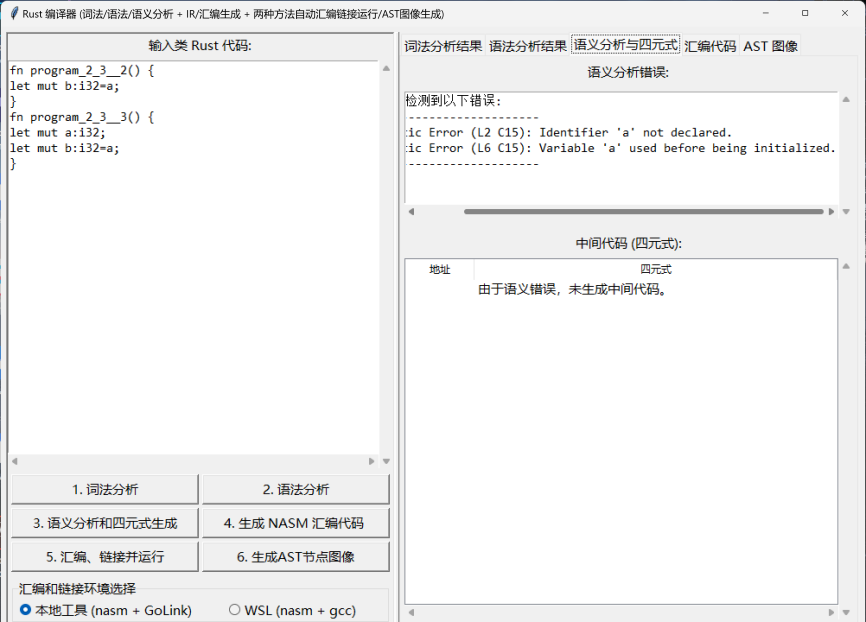 Rust 编译器 (词法/语法/语义分析 + IR/汇编生成 + 两种方法自动汇编链接运行/AST图像生成)
输入类 Rust 代码:
fn program_2_3__2() {
let mut b:i32=a;
}
fn program_2_3__3() {
let mut a:i32;
let mut b:i32=a;
}
1. 词法分析
2. 语法分析
3. 语义分析和四元式生成
4. 生成 NASM 汇编代码
5. 汇编、链接并运行
6. 生成AST节点图像
汇编和链接环境选择
本地工具 (nasm + GoLink)
WSL (nasm + gcc)
词法分析结果 语法分析结果 语义分析与四元式 汇编代码 AST 图像
语义分析错误:
检测到以下错误:
------------------
tic Error (L2 C15): Identifier 'a' not declared.
tic Error (L6 C15): Variable 'a' used before being initialized.
------------------
中间代码 (四元式):
地址 四元式
由于语义错误，未生成中间代码。